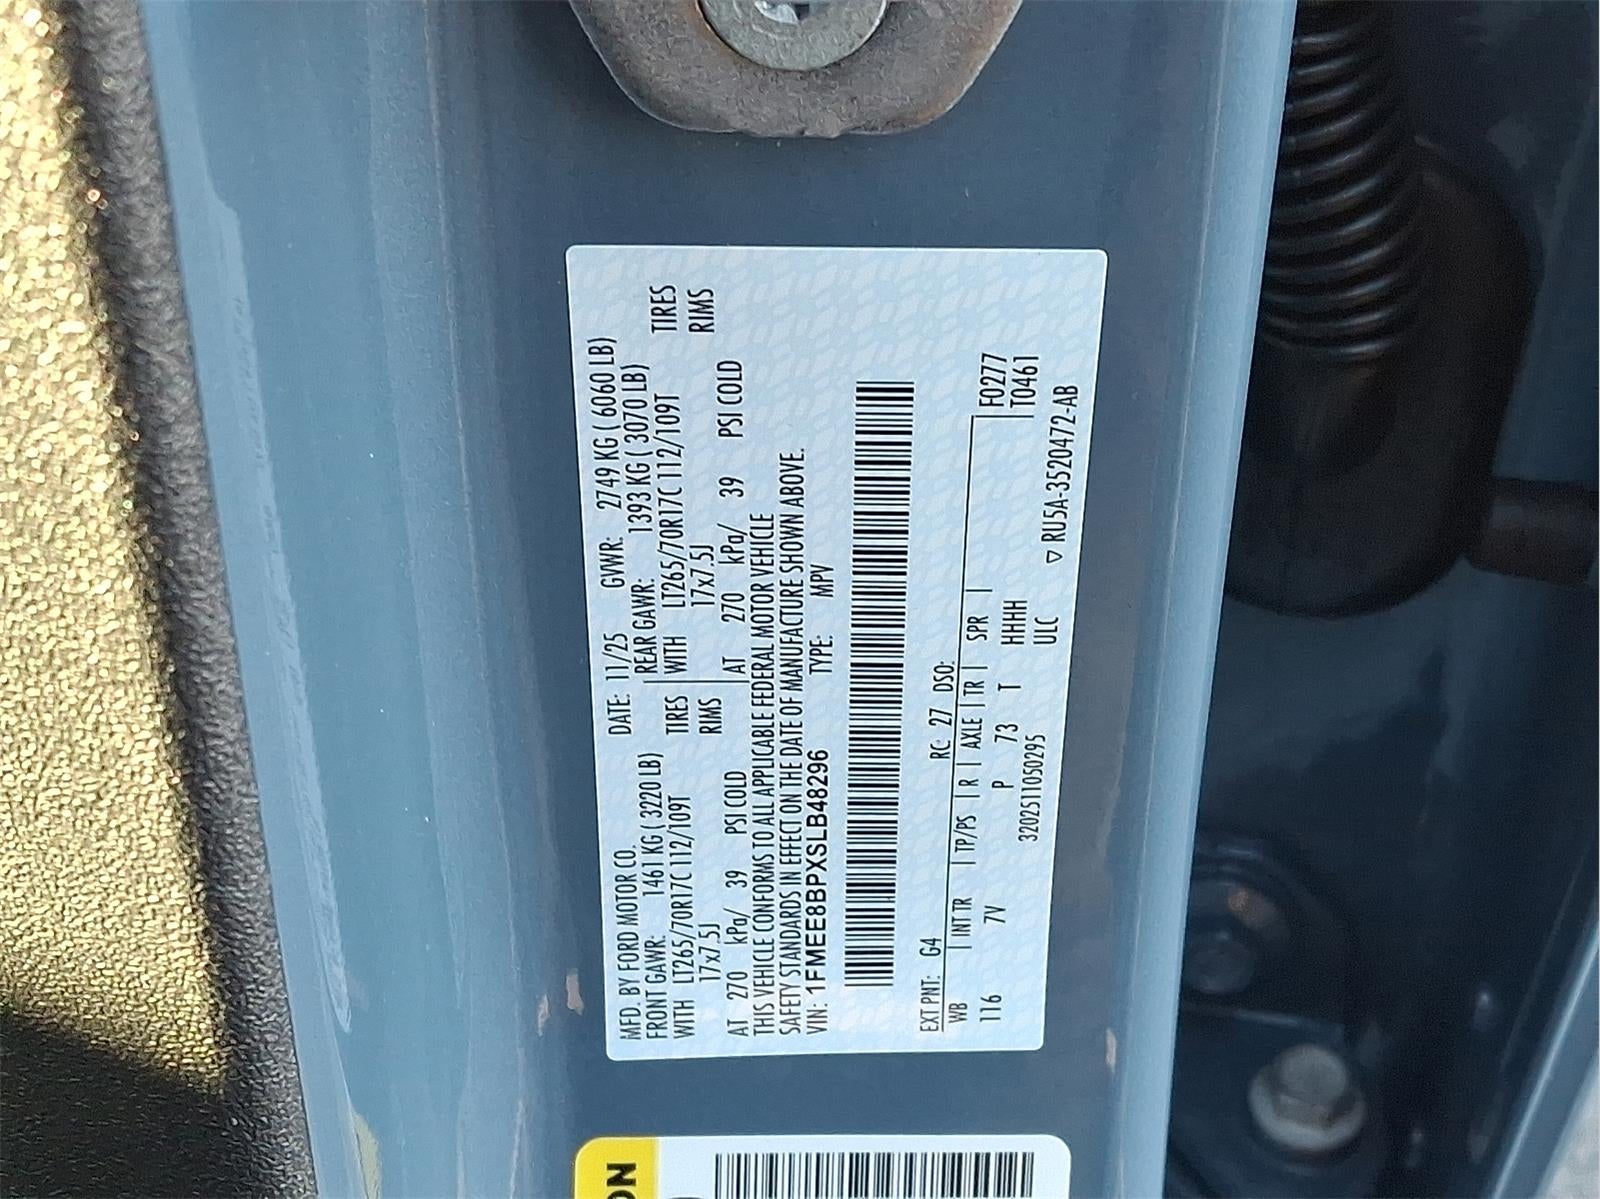 MFD. BY FORD MOTOR CO.
DATE: 11/25 GVWR: 2749 KG ( 6060 LB)
FRONT GAWR: 1461 KG ( 3220 LB) REAR GAWR: 1393 KG ( 3070 LB)
WITH LT265/70R17C 112/109T TIRES WITH LT265/70R17C 112/109T TIRES
17x7.5J RIMS 17x7.5J RIMS
AT 270 kPa/ 39 PSI COLD AT 270 kPa/ 39 PSI COLD
THIS VEHICLE CONFORMS TO ALL APPLICABLE FEDERAL MOTOR VEHICLE
SAFETY STANDARDS IN EFFECT ON THE DATE OF MANUFACTURE SHOWN ABOVE.
VIN: 1FMEE8BPXSLB48296 TYPE: MPV
EXT PNT: G4 RC: 27 DSO:
WB INT TR TP/PS R AXLE TR SPR F0277
116 7V P 73 T HHHH T0461
3202511050295 ULC
▽ RU5A-3520472-AB
ON